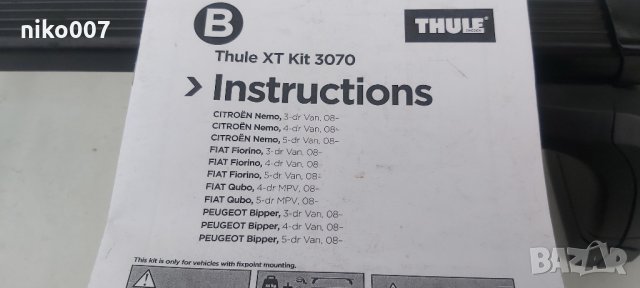 niko007
B
THULE
SWEDEN
Thule XT Kit 3070
> Instructions
CITROËN Nemo, 3-dr Van, 08-
CITROËN Nemo, 4-dr Van, 08-
CITROËN Nemo, 5-dr Van, 08-
FIAT Fiorino, 3-dr Van, 08-
FIAT Fiorino, 4-dr Van, 08-
FIAT Fiorino, 5-dr Van, 08-
FIAT Qubo, 4-dr MPV, 08-
FIAT Qubo, 5-dr MPV, 08-
PEUGEOT Bipper, 3-dr Van, 08-
PEUGEOT Bipper, 4-dr Van, 08-
PEUGEOT Bipper, 5-dr Van, 08-
This kit is only for vehicles with fixpoint mounting.
BAZAR